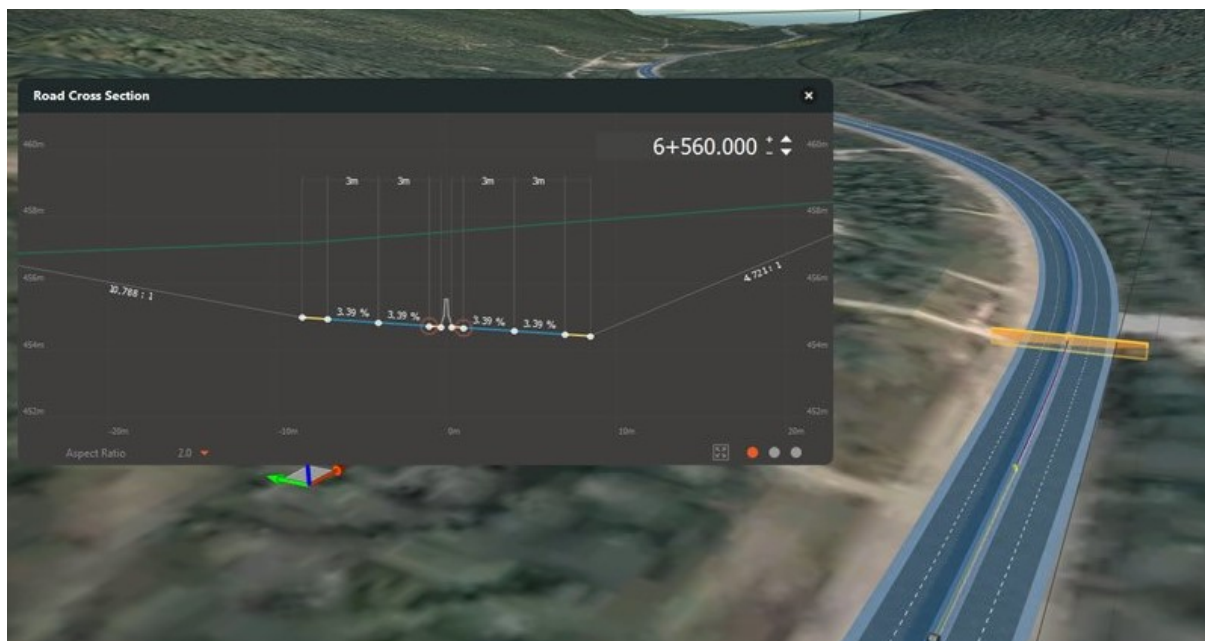 Road Cross Section
6+560.000 + -
460m 460m
3m 3m 3m 3m
458m 458m
456m 456m
10.788 : 1 4.721 : 1
3.39 % 3.39 % 3.39 % 3.39 %
454m 454m
452m 452m
-20m -10m 0m 10m 20m
Aspect Ratio 2.0